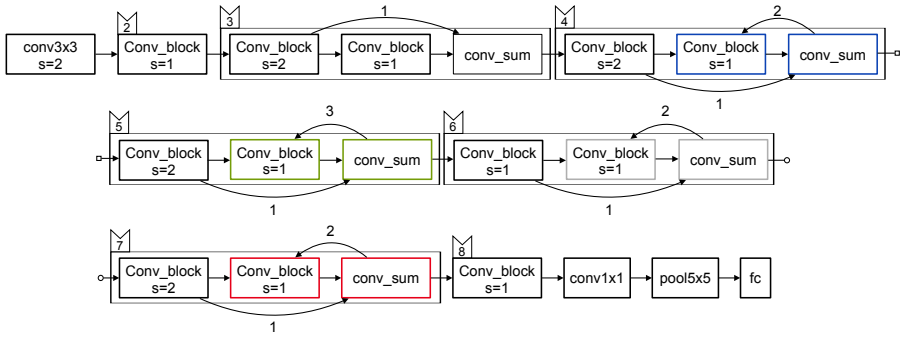 1
2
2
3
4
conv3x3
s=2
Conv_block
s=1
Conv_block
s=2
Conv_block
s=1
conv_sum
Conv_block
s=2
Conv_block
s=1
conv_sum
1
3
2
5
6
Conv_block
s=2
Conv_block
s=1
conv_sum
Conv_block
s=1
Conv_block
s=1
conv_sum
1
1
2
7
8
Conv_block
s=2
Conv_block
s=1
conv_sum
Conv_block
s=1
conv1x1
pool5x5
fc
1